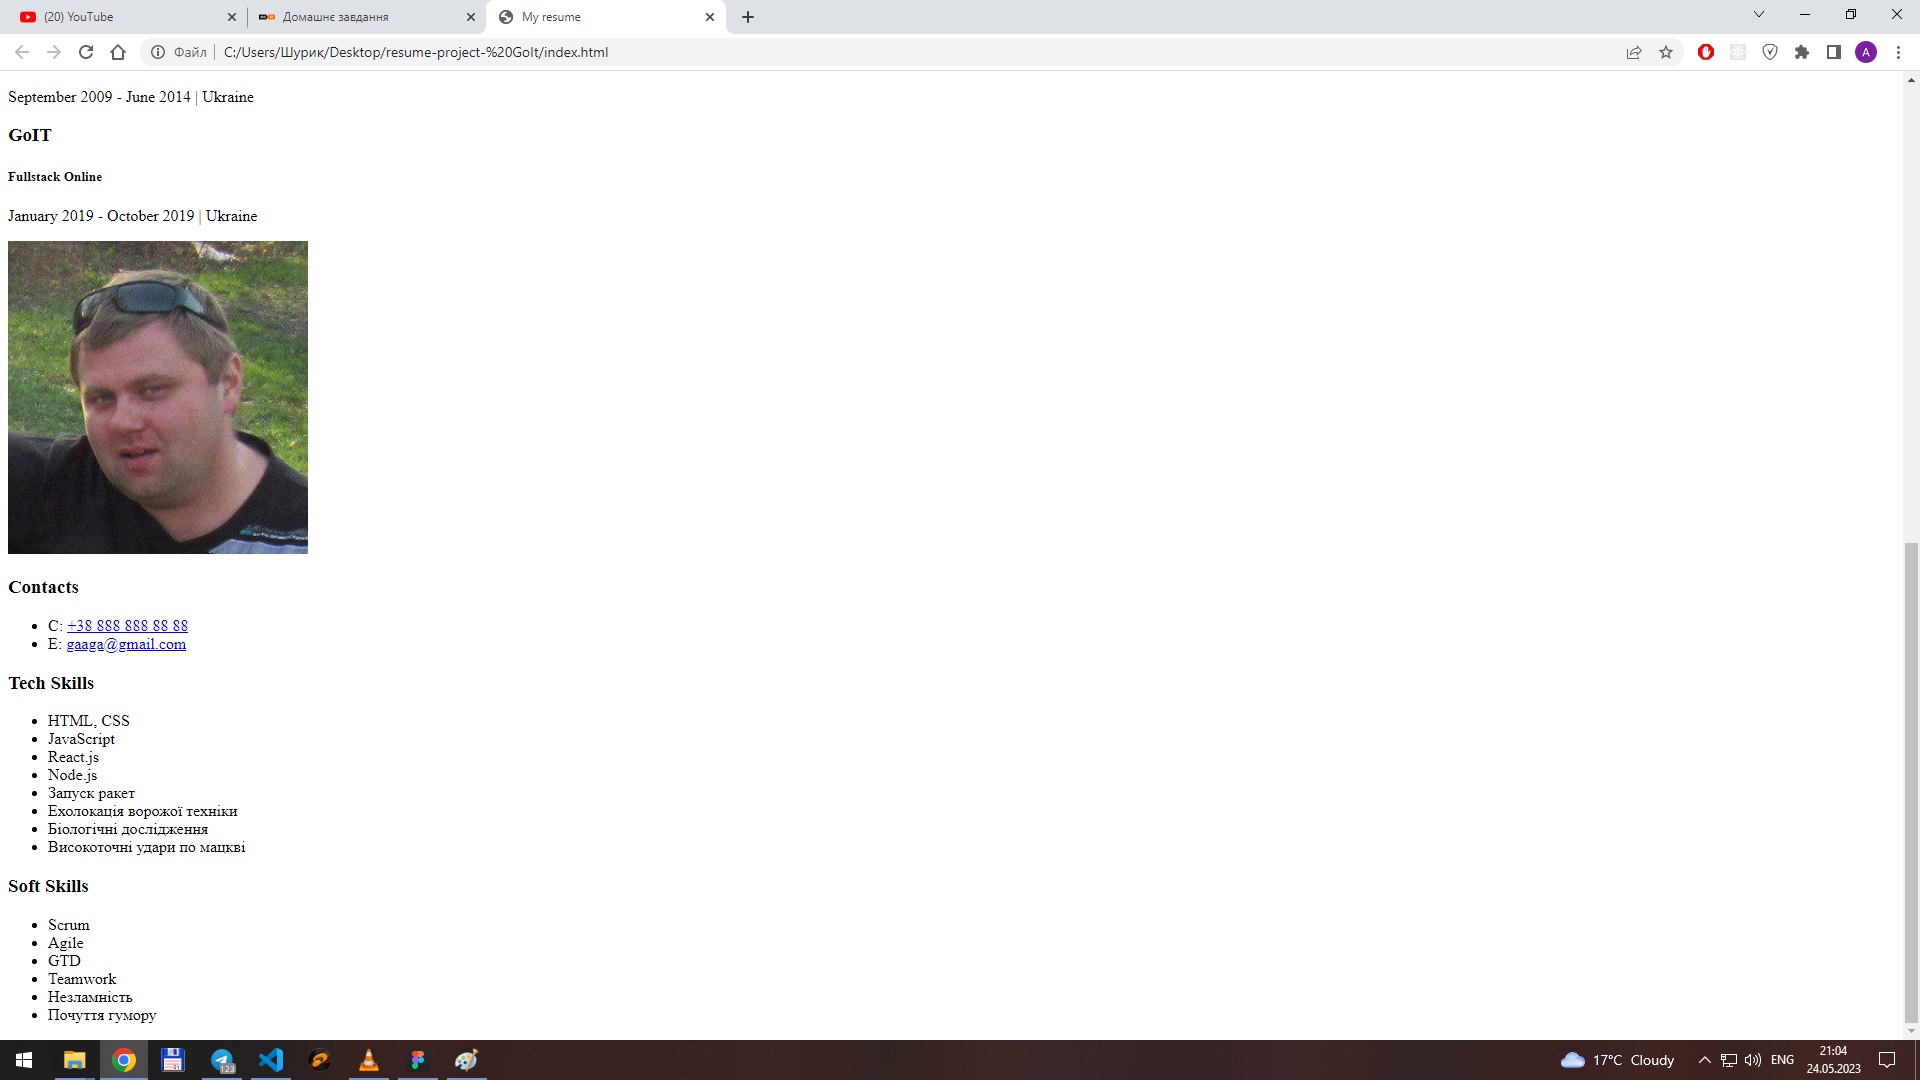 (20) YouTube
Домашнє завдання
My resume
Файл
C:/Users/Шурик/Desktop/resume-project-%20GoIt/index.html
A
September 2009 - June 2014 | Ukraine
GoIT
Fullstack Online
January 2019 - October 2019 | Ukraine
Contacts
C: +38 888 888 88 88
E: gaaga@gmail.com
Tech Skills
HTML, CSS
JavaScript
React.js
Node.js
Запуск ракет
Ехолокація ворожої техніки
Біологічні дослідження
Високоточні удари по мацкві
Soft Skills
Scrum
Agile
GTD
Teamwork
Незламність
Почуття гумору
123
17°C Cloudy
ENG
21:04
24.05.2023